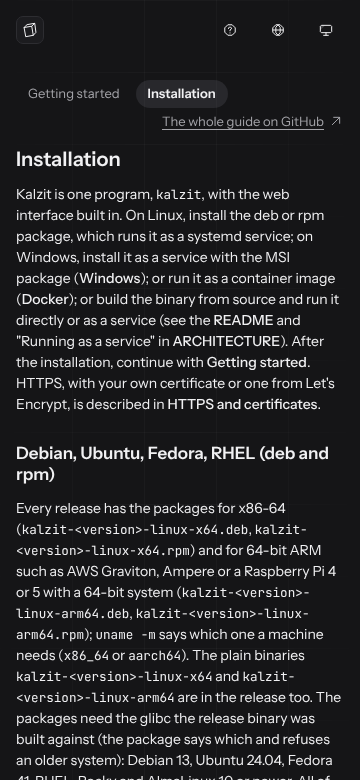 Getting started
Installation
The whole guide on GitHub ↗
Installation
Kalzit is one program, kalzit, with the web
interface built in. On Linux, install the deb or rpm
package, which runs it as a systemd service; on
Windows, install it as a service with the MSI
package (Windows); or run it as a container image
(Docker); or build the binary from source and run it
directly or as a service (see the README and
"Running as a service" in ARCHITECTURE). After
the installation, continue with Getting started.
HTTPS, with your own certificate or one from Let's
Encrypt, is described in HTTPS and certificates.
Debian, Ubuntu, Fedora, RHEL (deb and
rpm)
Every release has the packages for x86-64
(kalzit-<version>-linux-x64.deb, kalzit-
<version>-linux-x64.rpm) and for 64-bit ARM
such as AWS Graviton, Ampere or a Raspberry Pi 4
or 5 with a 64-bit system (kalzit-<version>-
linux-arm64.deb, kalzit-<version>-linux-
arm64.rpm); uname -m says which one a machine
needs (x86_64 or aarch64). The plain binaries
kalzit-<version>-linux-x64 and kalzit-
<version>-linux-arm64 are in the release too. The
packages need the glibc the release binary was
built against (the package says which and refuses
an older system): Debian 13, Ubuntu 24.04, Fedora
41, RHEL, Rocky and AlmaLinux 10 or newer. All of